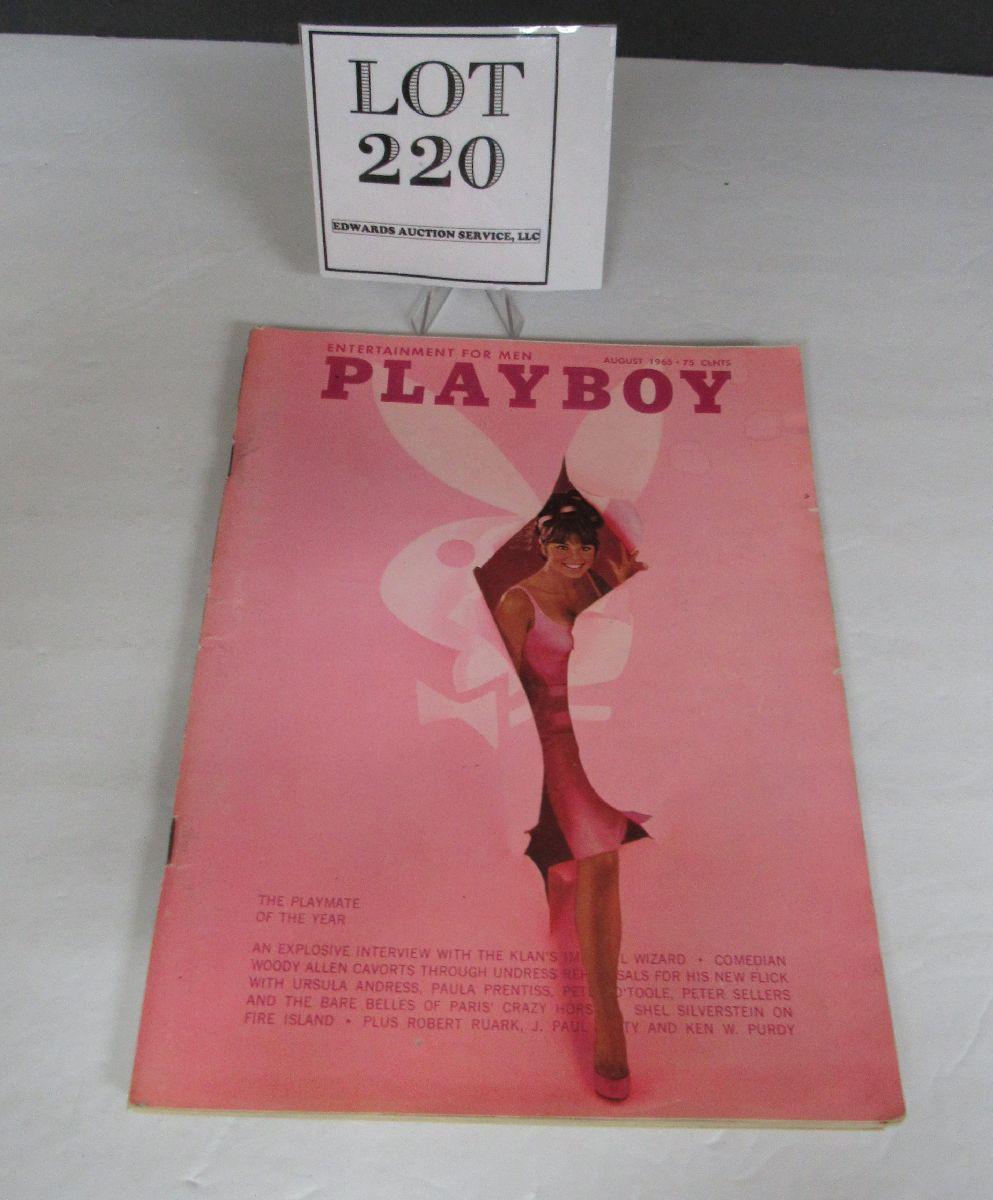 LOT
220
EDWARDS AUCTION SERVICE, LLC
ENTERTAINMENT FOR MEN
AUGUST 1965 • 75 CENTS
PLAYBOY
THE PLAYMATE
OF THE YEAR
AN EXPLOSIVE INTERVIEW WITH THE KLAN'S WIZARD • COMEDIAN
WOODY ALLEN CAVORTS THROUGH UNDRESS FOR HIS NEW FLICK
WITH URSULA ANDRESS, PAULA PRENTISS, O'TOOLE, PETER SELLERS
AND THE BARE BELLES OF PARIS' CRAZY SHEL SILVERSTEIN ON
FIRE ISLAND • PLUS ROBERT RUARK, J. PAUL AND KEN W. PURDY